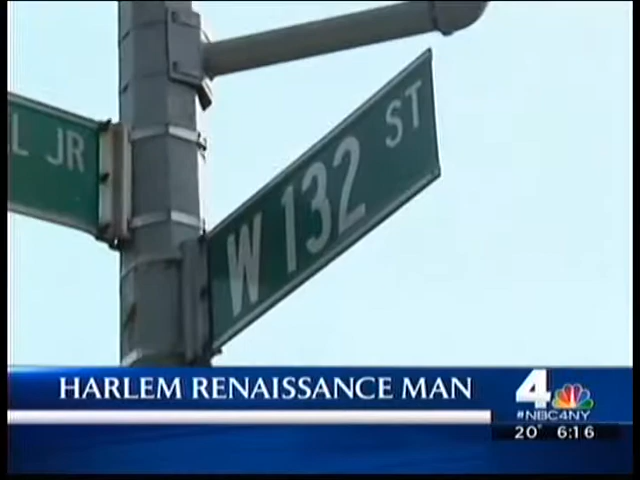 L JR
W 132 ST
HARLEM RENAISSANCE MAN
4
#NBC4NY
20° 6:16